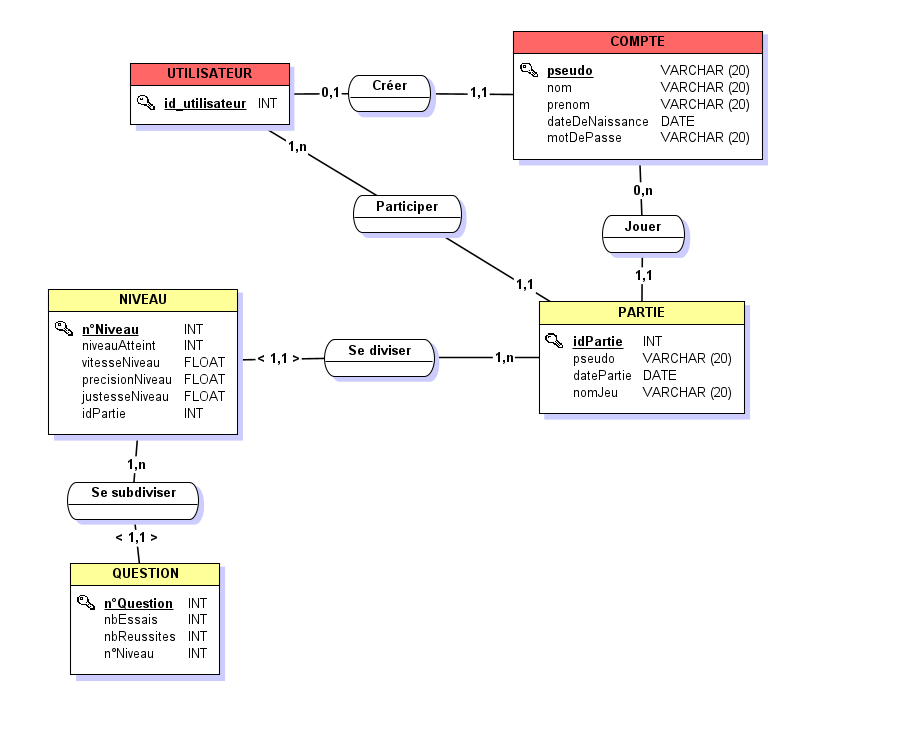 COMPTE
pseudo VARCHAR (20)
nom VARCHAR (20)
prenom VARCHAR (20)
dateDeNaissance DATE
motDePasse VARCHAR (20)
UTILISATEUR
id_utilisateur INT
0,1
Créer
1,1
1,n
Participer
1,1
0,n
Jouer
1,1
NIVEAU
n°Niveau INT
niveauAtteint INT
vitesseNiveau FLOAT
precisionNiveau FLOAT
justesseNiveau FLOAT
idPartie INT
< 1,1 >
Se diviser
1,n
PARTIE
idPartie INT
pseudo VARCHAR (20)
datePartie DATE
nomJeu VARCHAR (20)
1,n
Se subdiviser
< 1,1 >
QUESTION
n°Question INT
nbEssais INT
nbReussites INT
n°Niveau INT